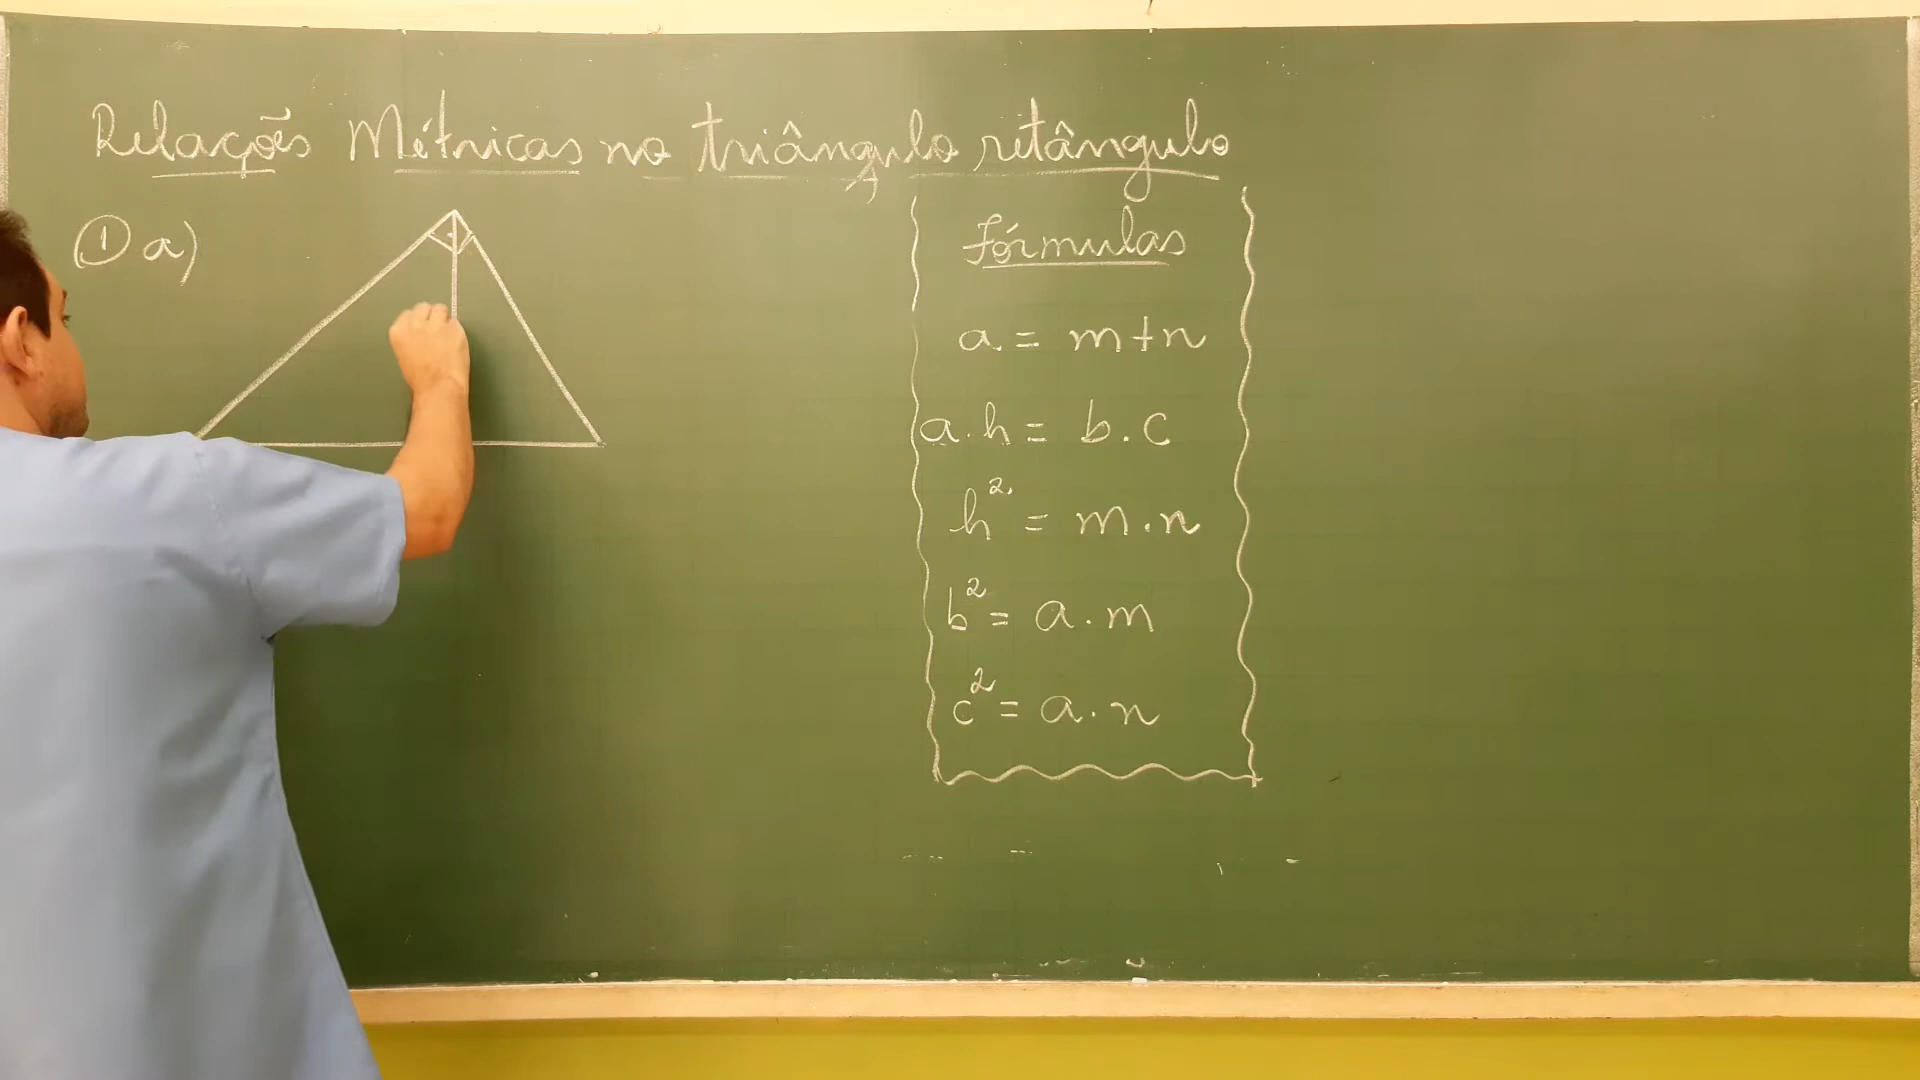 Relações Métricas no triângulo retângulo
① a)
Fórmulas
a = m+n
a.h = b.c
h² = m.n
b² = a.m
c² = a.n